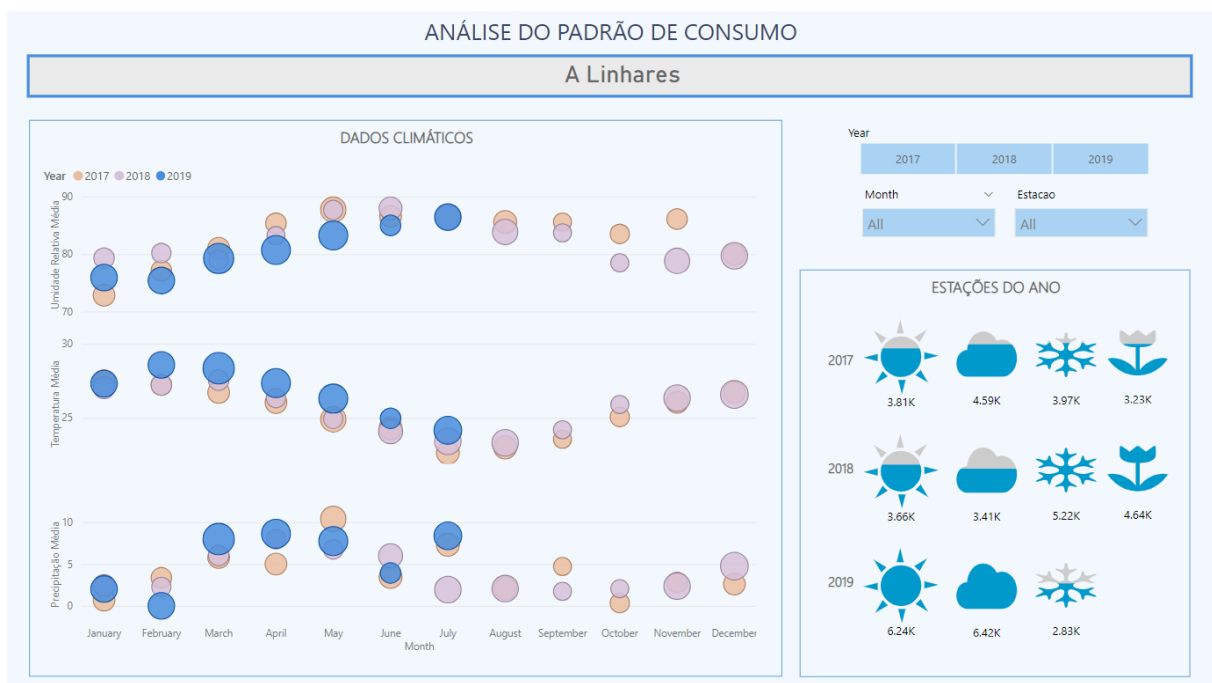 ANÁLISE DO PADRÃO DE CONSUMO
A Linhares
DADOS CLIMÁTICOS
Year 2017 2018 2019
Umidade Relativa Média
90
80
70
Temperatura Média
30
25
Precipitação Média
10
5
0
January February March April May June July August September October November December
Month
Year
2017 2018 2019
Month Estacao
All All
ESTAÇÕES DO ANO
2017
3.81K 4.59K 3.97K 3.23K
2018
3.66K 3.41K 5.22K 4.64K
2019
6.24K 6.42K 2.83K